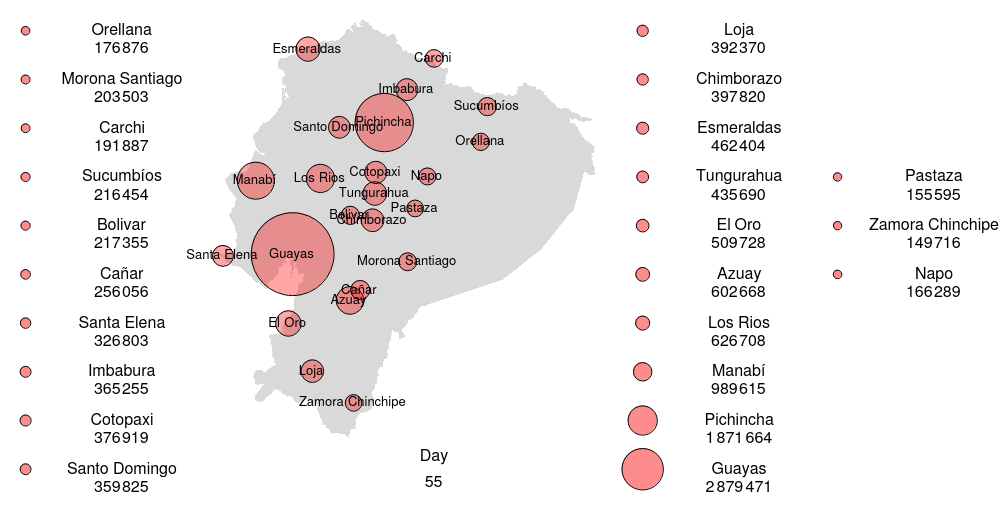 Orellana
176876
Morona Santiago
203503
Carchi
191887
Sucumbíos
216454
Bolivar
217355
Cañar
256056
Santa Elena
326803
Imbabura
365255
Cotopaxi
376919
Santo Domingo
359825
Esmeraldas
Carchi
Imbabura
Sucumbíos
Pichincha
Santo Domingo
Orellana
Cotopaxi
Napo
Los Rios
Manabí
Tungurahua
Pastaza
Bolivar
Chimborazo
Santa Elena
Guayas
Morona Santiago
Cañar
Azuay
El Oro
Loja
Zamora Chinchipe
Day
55
Loja
392370
Chimborazo
397820
Esmeraldas
462404
Tungurahua
435690
El Oro
509728
Azuay
602668
Los Rios
626708
Manabí
989615
Pichincha
1871664
Guayas
2879471
Pastaza
155595
Zamora Chinchipe
149716
Napo
166289